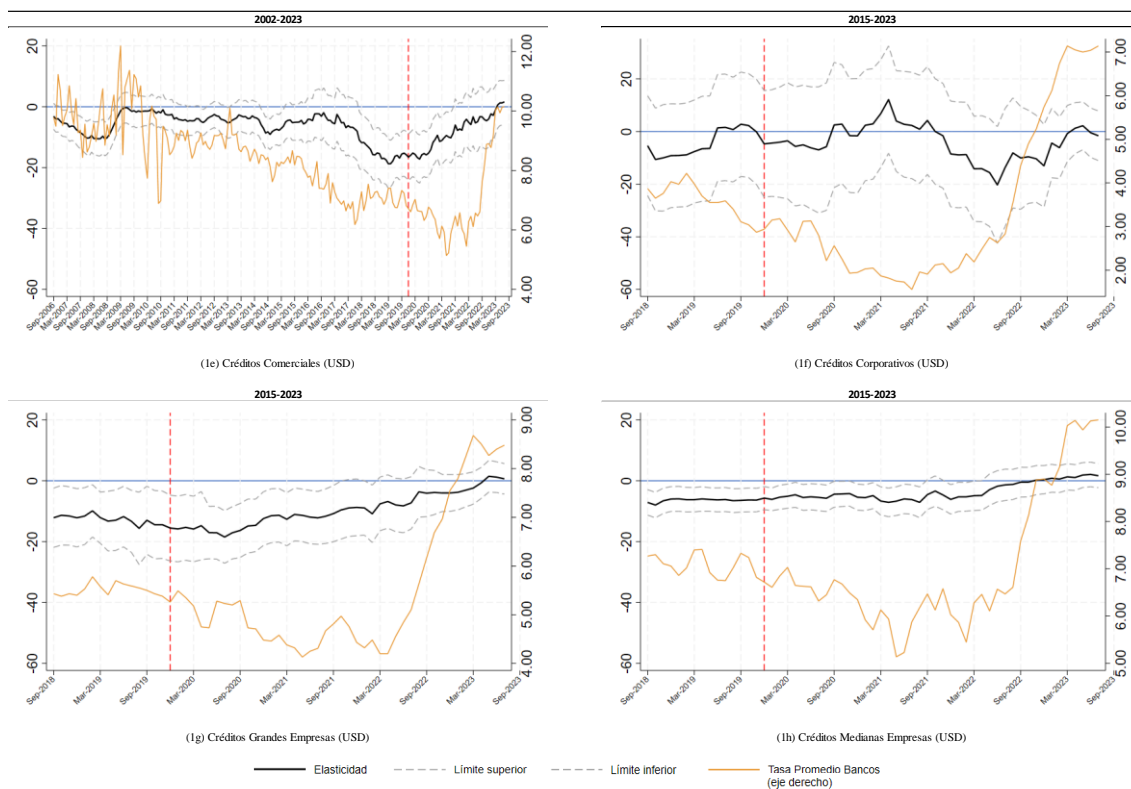 2002-2023
20
0
-20
-40
-60
12.00
10.00
8.00
6.00
4.00
Sep-2006
Mar-2007
Sep-2007
Mar-2008
Sep-2008
Mar-2009
Sep-2009
Mar-2010
Sep-2010
Mar-2011
Sep-2011
Mar-2012
Sep-2012
Mar-2013
Sep-2013
Mar-2014
Sep-2014
Mar-2015
Sep-2015
Mar-2016
Sep-2016
Mar-2017
Sep-2017
Mar-2018
Sep-2018
Mar-2019
Sep-2019
Mar-2020
Sep-2020
Mar-2021
Sep-2021
Mar-2022
Sep-2022
Mar-2023
Sep-2023
(1e) Créditos Comerciales (USD)
2015-2023
20
0
-20
-40
-60
7.00
6.00
5.00
4.00
3.00
2.00
Sep-2018
Mar-2019
Sep-2019
Mar-2020
Sep-2020
Mar-2021
Sep-2021
Mar-2022
Sep-2022
Mar-2023
Sep-2023
(1f) Créditos Corporativos (USD)
2015-2023
20
0
-20
-40
-60
9.00
8.00
7.00
6.00
5.00
4.00
Sep-2018
Mar-2019
Sep-2019
Mar-2020
Sep-2020
Mar-2021
Sep-2021
Mar-2022
Sep-2022
Mar-2023
Sep-2023
(1g) Créditos Grandes Empresas (USD)
2015-2023
20
0
-20
-40
-60
10.00
9.00
8.00
7.00
6.00
5.00
Sep-2018
Mar-2019
Sep-2019
Mar-2020
Sep-2020
Mar-2021
Sep-2021
Mar-2022
Sep-2022
Mar-2023
Sep-2023
(1h) Créditos Medianas Empresas (USD)
Elasticidad
Límite superior
Límite inferior
Tasa Promedio Bancos
(eje derecho)